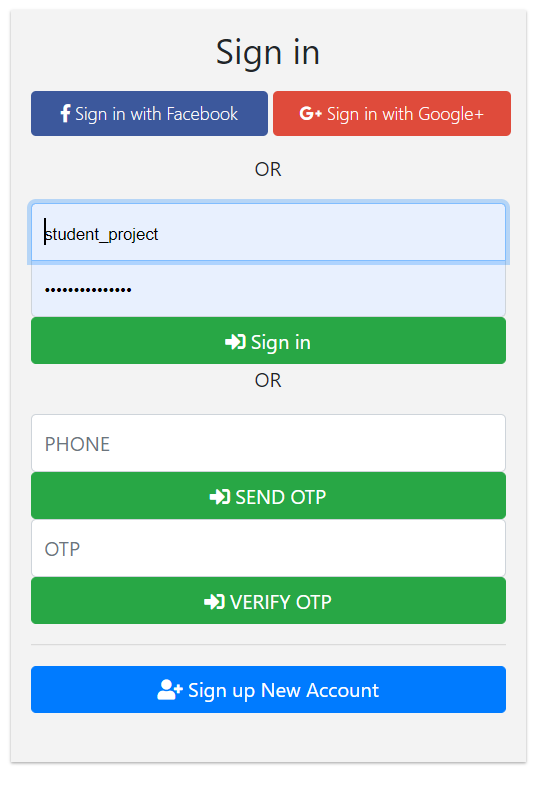 Sign in
Sign in with Facebook
G+ Sign in with Google+
OR
student_project
•••••••••••••••
Sign in
OR
PHONE
SEND OTP
OTP
VERIFY OTP
Sign up New Account